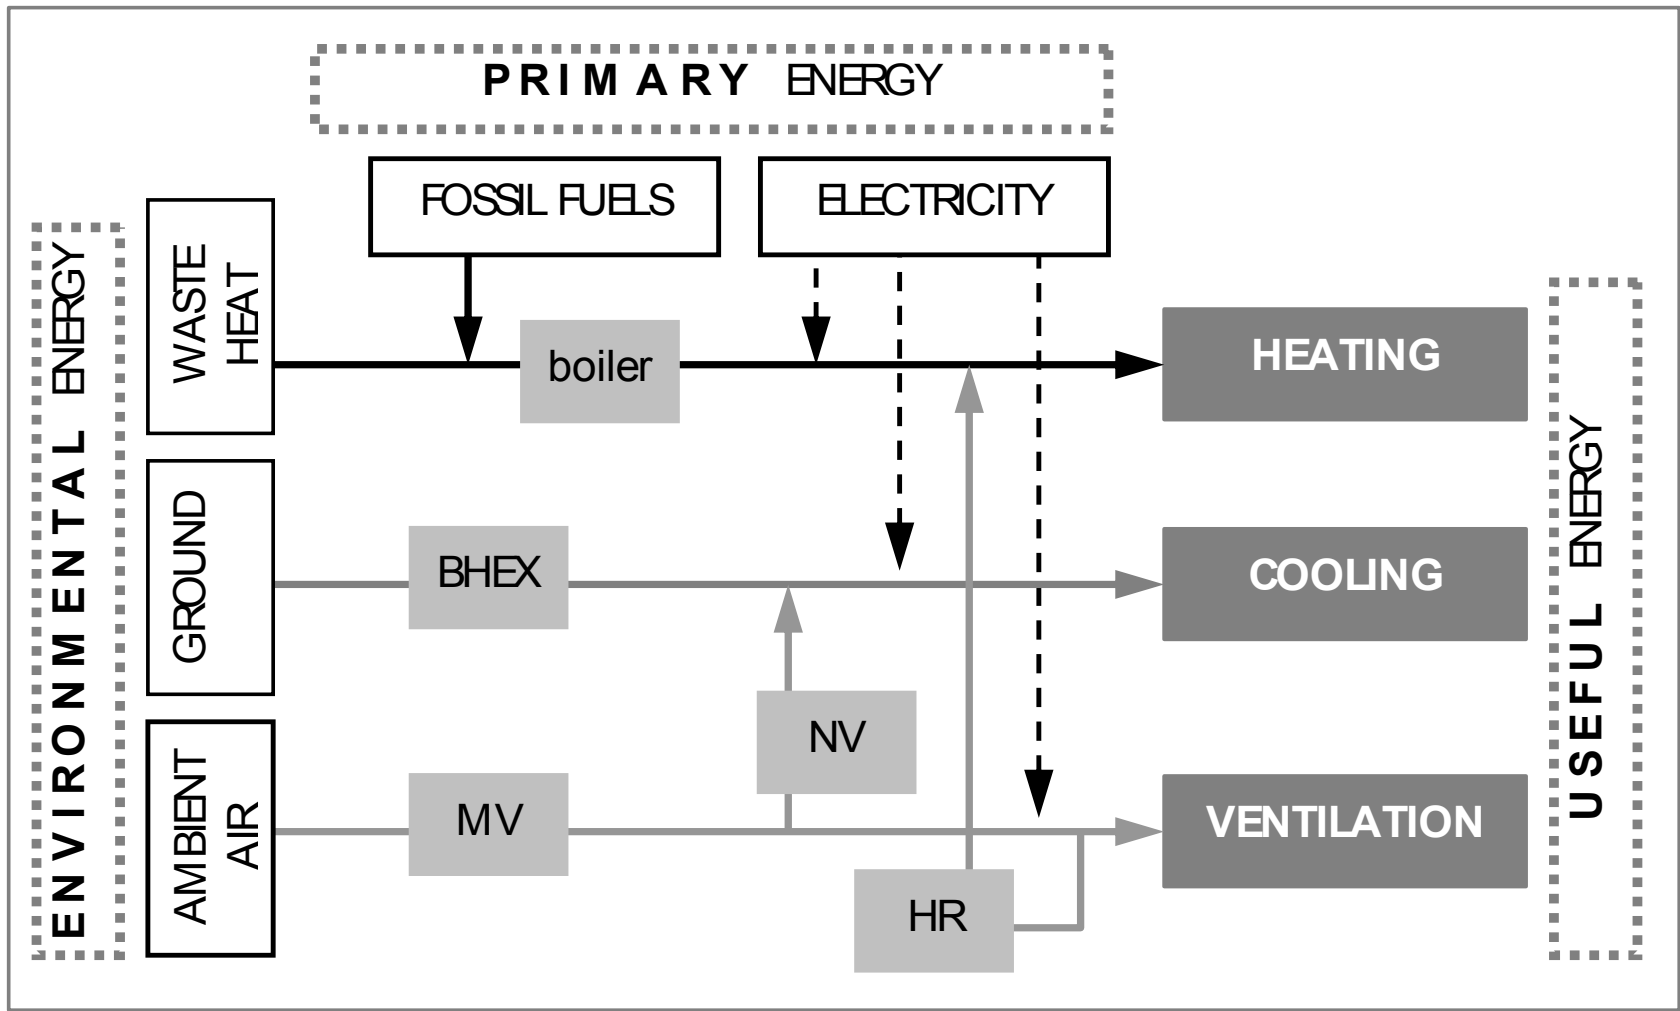 PRIMARY ENERGY
FOSSIL FUELS
ELECTRICITY
ENVIRONMENTAL ENERGY
WASTE
HEAT
boiler
HEATING
GROUND
BHEX
COOLING
NV
AMBIENT
AIR
MV
VENTILATION
HR
USEFUL ENERGY